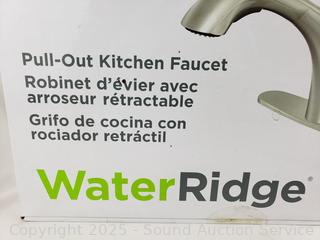 Pull-Out Kitchen Faucet
Robinet d'évier avec
arroseur rétractable
Grifo de cocina con
rociador retráctil
WaterRidge®
Copyright 2025 - Sound Auction Service